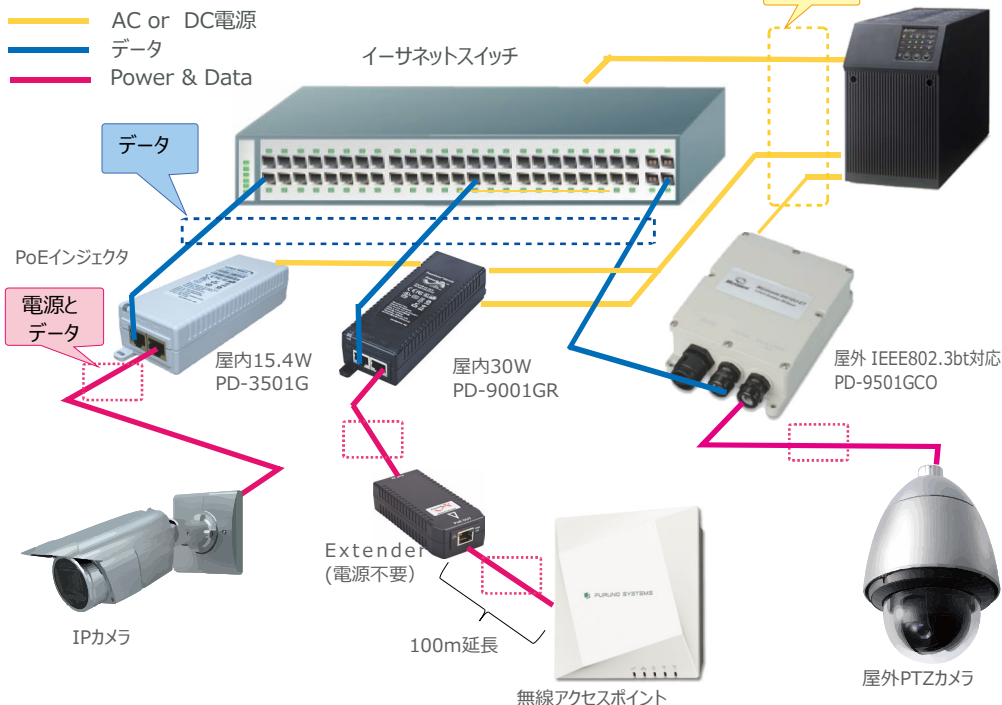 AC or DC電源
データ
Power & Data
イーサネットスイッチ
データ
PoEインジェクタ
電源と
データ
屋内15.4W
PD-3501G
屋内30W
PD-9001GR
屋外 IEEE802.3bt対応
PD-9501GCO
Extender
(電源不要)
100m延長
FURUNO SYSTEMS
IPカメラ
無線アクセスポイント
屋外PTZカメラ